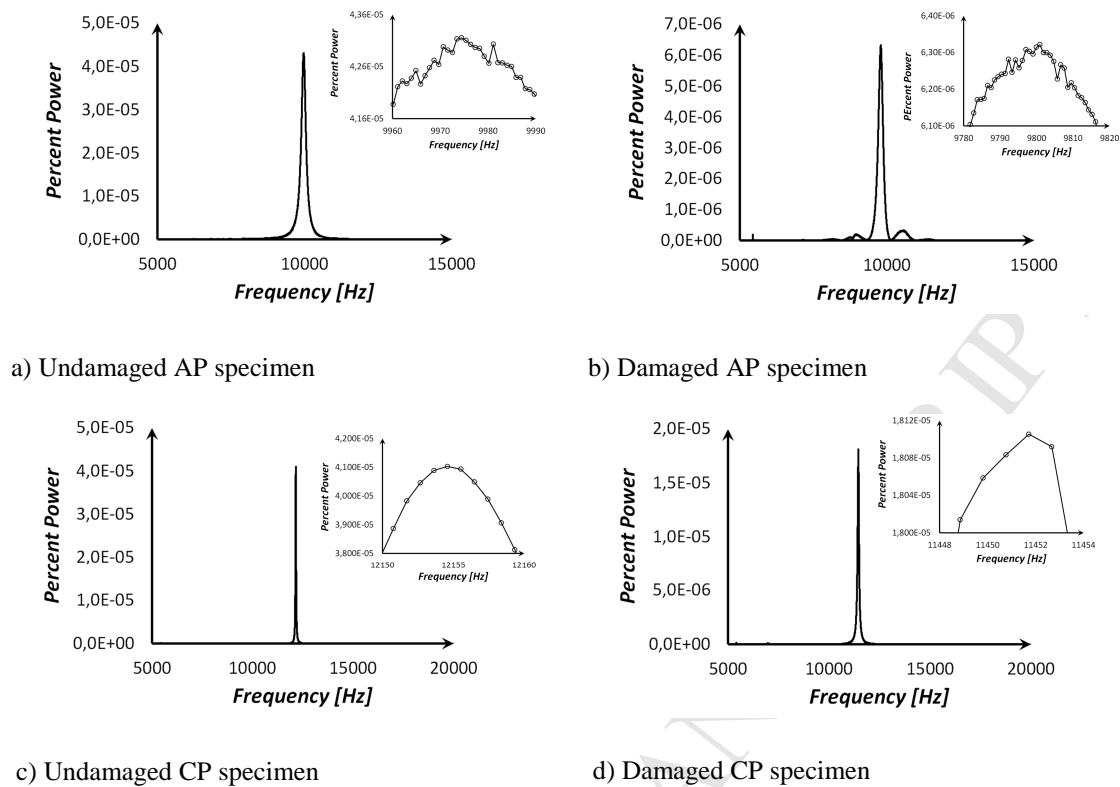 5,0E-05
4,0E-05
3,0E-05
2,0E-05
1,0E-05
0,0E+00
5000 10000 15000
Percent Power
Frequency [Hz]
4,36E-05
4,26E-05
4,16E-05
9960 9970 9980 9990
Percent Power
Frequency [Hz]
a) Undamaged AP specimen
7,0E-06
6,0E-06
5,0E-06
4,0E-06
3,0E-06
2,0E-06
1,0E-06
0,0E+00
5000 10000 15000
Percent Power
Frequency [Hz]
6,40E-06
6,30E-06
6,20E-06
6,10E-06
9780 9790 9800 9810 9820
PErcent Power
Frequency [Hz]
b) Damaged AP specimen
5,0E-05
4,0E-05
3,0E-05
2,0E-05
1,0E-05
0,0E+00
5000 10000 15000 20000
Percent Power
Frequency [Hz]
4,200E-05
4,100E-05
4,000E-05
3,900E-05
3,800E-05
12150 12155 12160
Percent Power
Frequency [Hz]
c) Undamaged CP specimen
2,0E-05
1,5E-05
1,0E-05
5,0E-06
0,0E+00
5000 10000 15000 20000
Percent Power
Frequency [Hz]
1,812E-05
1,808E-05
1,804E-05
1,800E-05
11448 11450 11452 11454
Percent Power
Frequency [Hz]
d) Damaged CP specimen